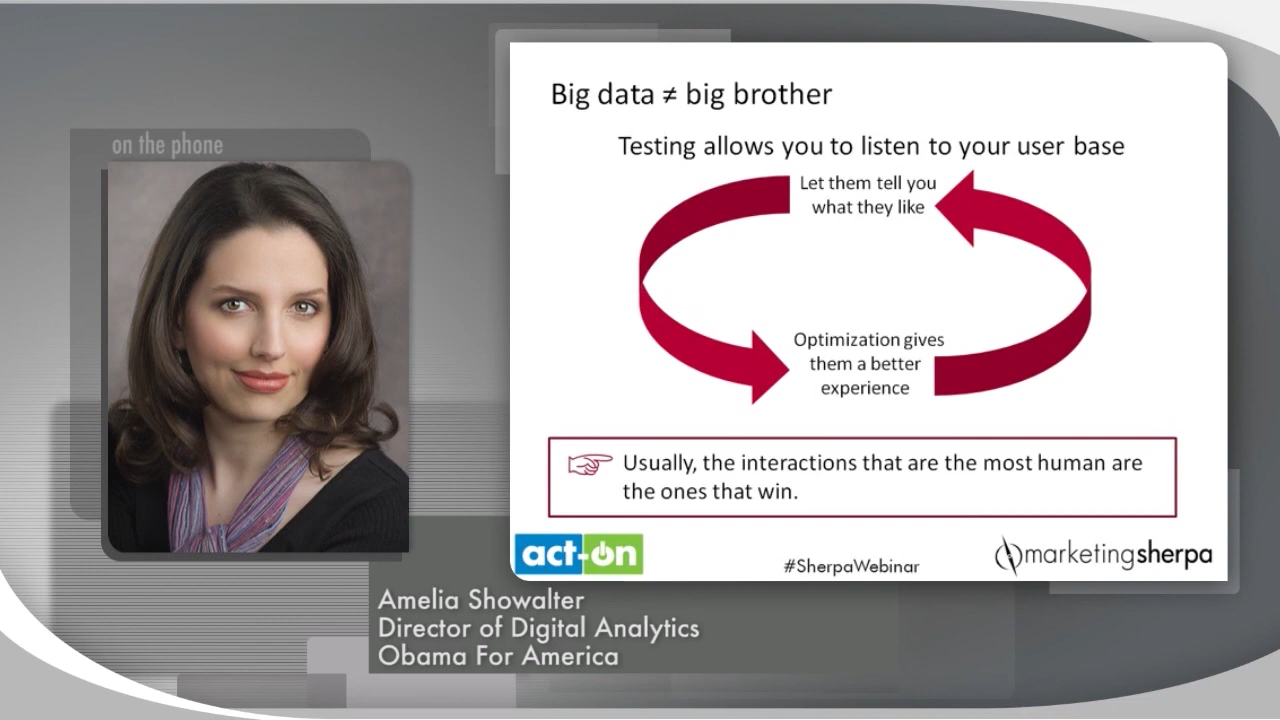 on the phone
Big data ≠ big brother
Testing allows you to listen to your user base
Let them tell you
what they like
Optimization gives
them a better
experience
Usually, the interactions that are the most human are
the ones that win.
act-on
#SherpaWebinar
marketingsherpa
Amelia Showalter
Director of Digital Analytics
Obama For America